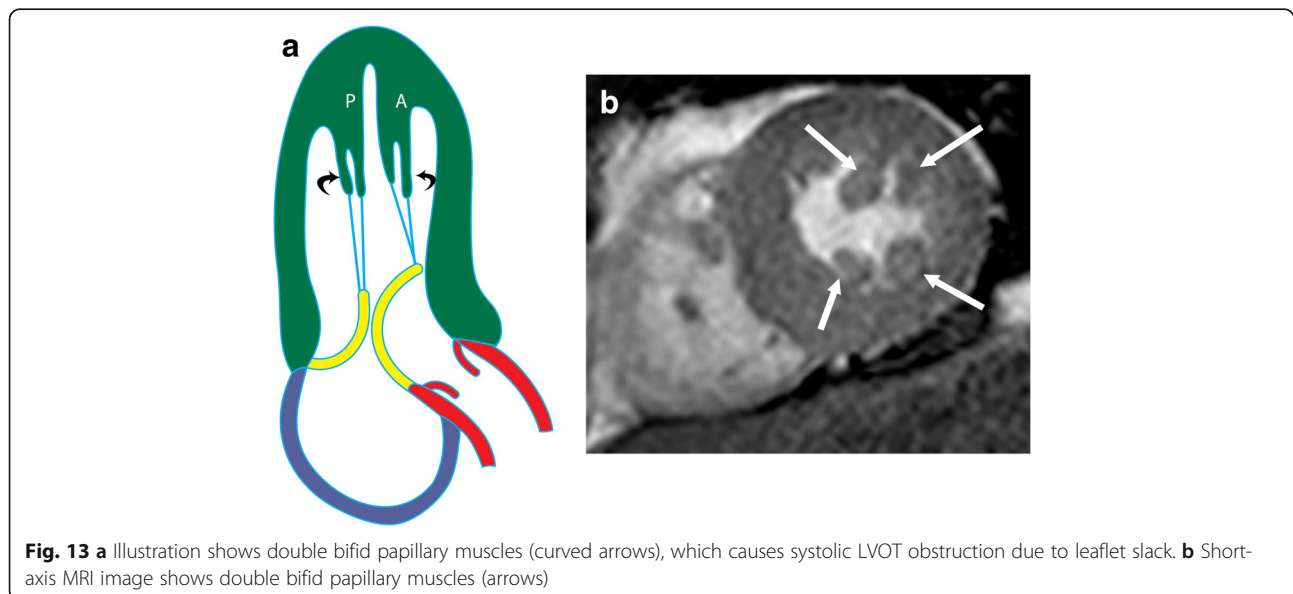 a
P A
b
Fig. 13 a Illustration shows double bifid papillary muscles (curved arrows), which causes systolic LVOT obstruction due to leaflet slack. b Short-
axis MRI image shows double bifid papillary muscles (arrows)